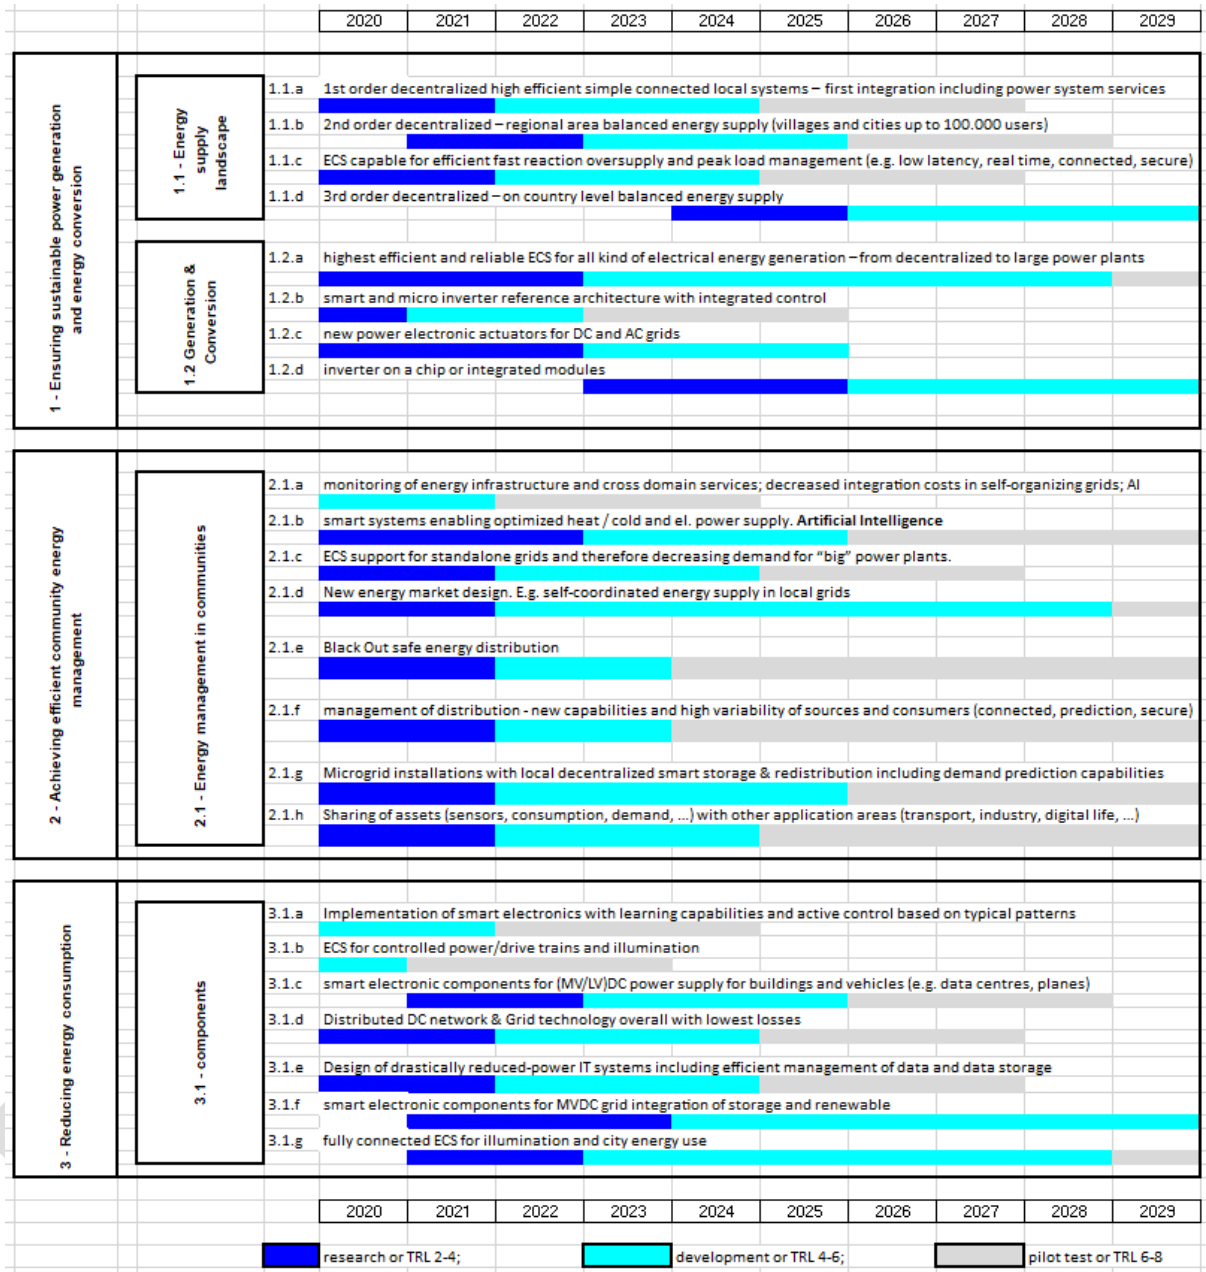 2020 2021 2022 2023 2024 2025 2026 2027 2028 2029
1 - Ensuring sustainable power generation
and energy conversion
1.1 - Energy
supply
landscape
1.1.a 1st order decentralized high efficient simple connected local systems – first integration including power system services
1.1.b 2nd order decentralized – regional area balanced energy supply (villages and cities up to 100.000 users)
1.1.c ECS capable for efficient fast reaction oversupply and peak load management (e.g. low latency, real time, connected, secure)
1.1.d 3rd order decentralized – on country level balanced energy supply
1.2 Generation &
Conversion
1.2.a highest efficient and reliable ECS for all kind of electrical energy generation – from decentralized to large power plants
1.2.b smart and micro inverter reference architecture with integrated control
1.2.c new power electronic actuators for DC and AC grids
1.2.d inverter on a chip or integrated modules
2 - Achieving efficient community energy
management
2.1 - Energy management in communities
2.1.a monitoring of energy infrastructure and cross domain services; decreased integration costs in self-organizing grids; AI
2.1.b smart systems enabling optimized heat / cold and el. power supply. Artificial Intelligence
2.1.c ECS support for standalone grids and therefore decreasing demand for “big” power plants.
2.1.d New energy market design. E.g. self-coordinated energy supply in local grids
2.1.e Black Out safe energy distribution
2.1.f management of distribution - new capabilities and high variability of sources and consumers (connected, prediction, secure)
2.1.g Microgrid installations with local decentralized smart storage & redistribution including demand prediction capabilities
2.1.h Sharing of assets (sensors, consumption, demand, ...) with other application areas (transport, industry, digital life, ...)
3 - Reducing energy consumption
3.1 - components
3.1.a Implementation of smart electronics with learning capabilities and active control based on typical patterns
3.1.b ECS for controlled power/drive trains and illumination
3.1.c smart electronic components for (MV/LV)DC power supply for buildings and vehicles (e.g. data centres, planes)
3.1.d Distributed DC network & Grid technology overall with lowest losses
3.1.e Design of drastically reduced-power IT systems including efficient management of data and data storage
3.1.f smart electronic components for MVDC grid integration of storage and renewable
3.1.g fully connected ECS for illumination and city energy use
2020 2021 2022 2023 2024 2025 2026 2027 2028 2029
research or TRL 2-4; development or TRL 4-6; pilot test or TRL 6-8